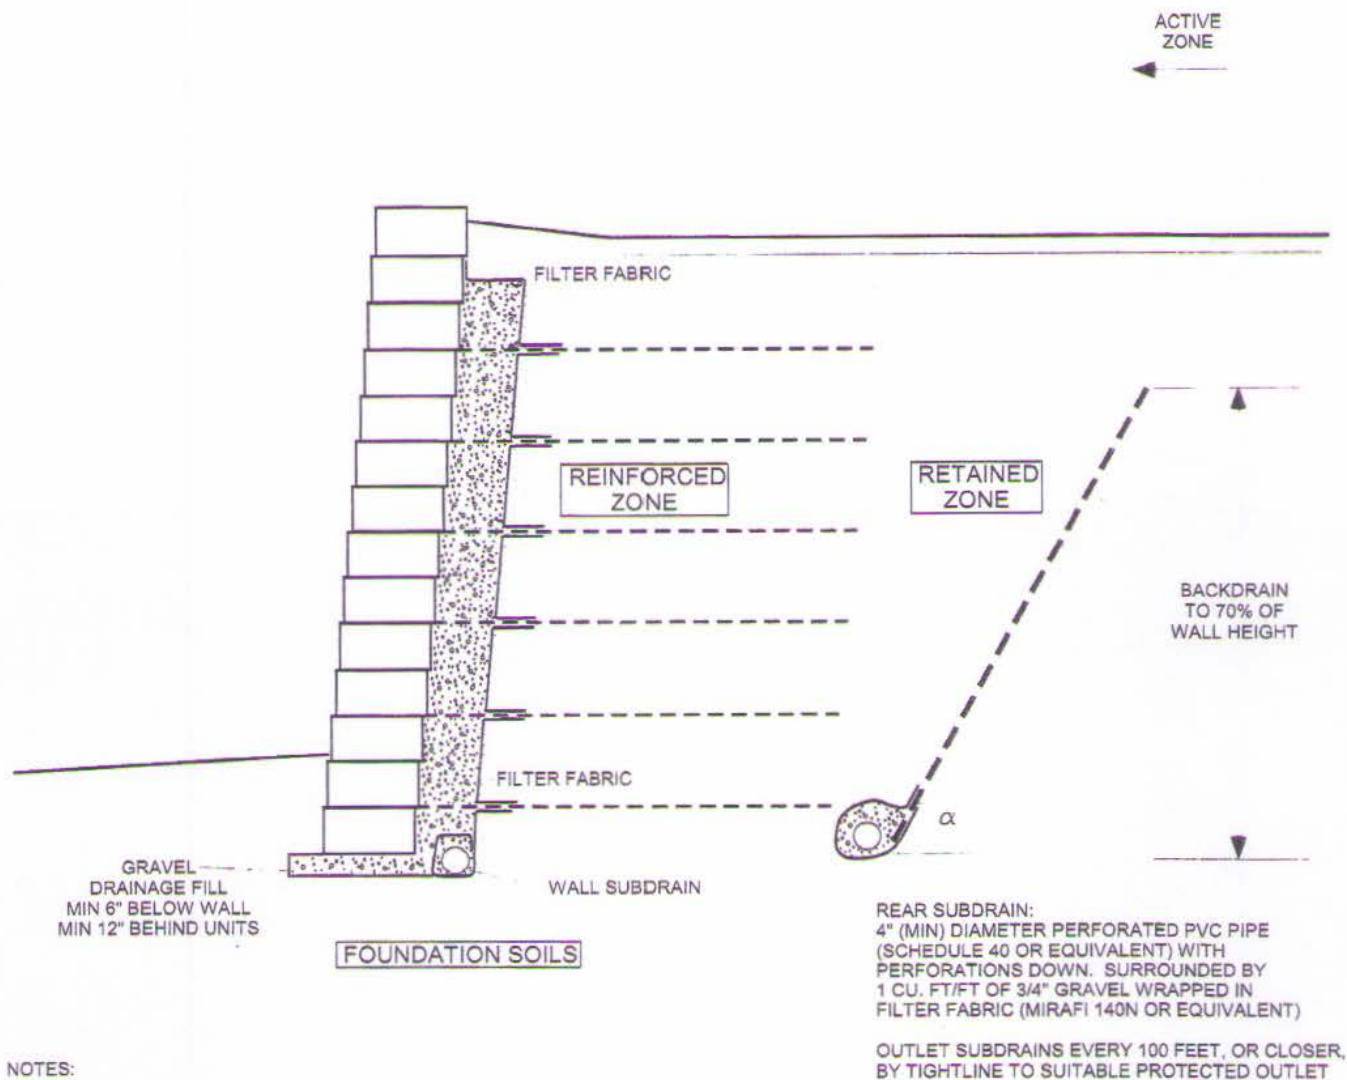 ACTIVE
ZONE
FILTER FABRIC
REINFORCED
ZONE
RETAINED
ZONE
BACKDRAIN
TO 70% OF
WALL HEIGHT
FILTER FABRIC
α
GRAVEL
DRAINAGE FILL
MIN 6" BELOW WALL
MIN 12" BEHIND UNITS
WALL SUBDRAIN
FOUNDATION SOILS
REAR SUBDRAIN:
4" (MIN) DIAMETER PERFORATED PVC PIPE
(SCHEDULE 40 OR EQUIVALENT) WITH
PERFORATIONS DOWN. SURROUNDED BY
1 CU. FT/FT OF 3/4" GRAVEL WRAPPED IN
FILTER FABRIC (MIRAFI 140N OR EQUIVALENT)
OUTLET SUBDRAINS EVERY 100 FEET, OR CLOSER,
BY TIGHTLINE TO SUITABLE PROTECTED OUTLET
NOTES: